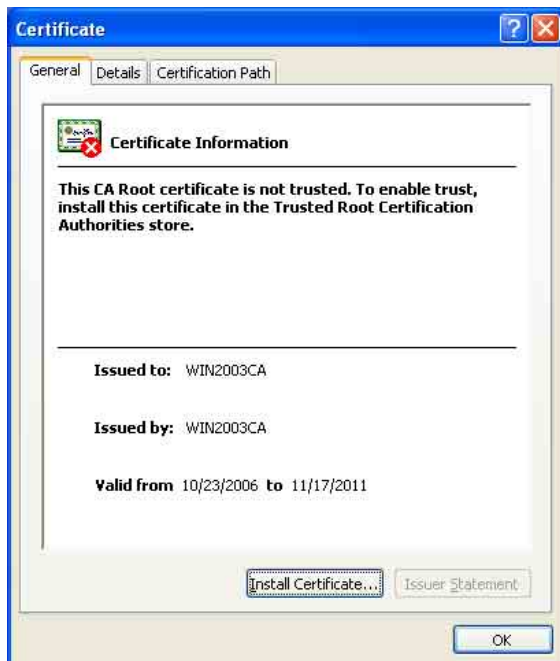 Certificate
General Details Certification Path
Certificate Information
This CA Root certificate is not trusted. To enable trust,
install this certificate in the Trusted Root Certification
Authorities store.
Issued to: WIN2003CA
Issued by: WIN2003CA
Valid from 10/23/2006 to 11/17/2011
Install Certificate... Issuer Statement
OK